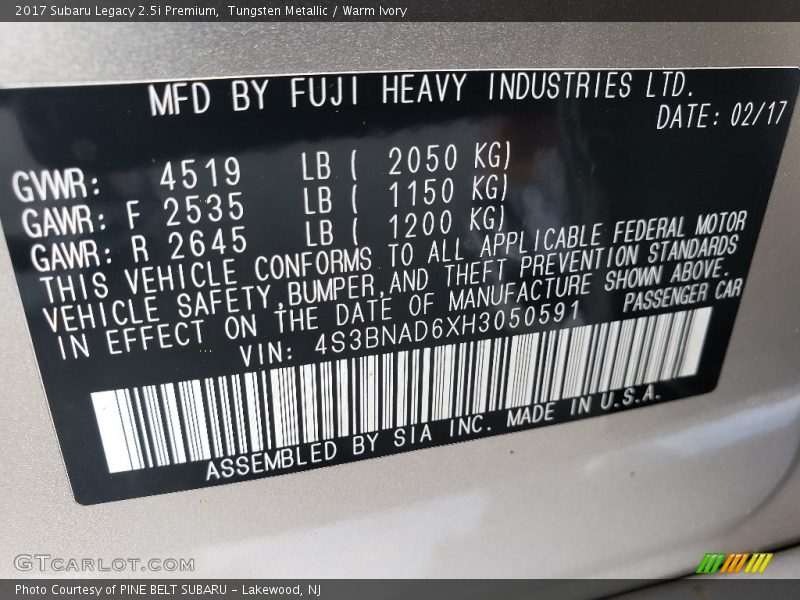 2017 Subaru Legacy 2.5i Premium, Tungsten Metallic / Warm Ivory
MFD BY FUJI HEAVY INDUSTRIES LTD.
DATE: 02/17
GVWR: 4519 LB ( 2050 KG)
GAWR: F 2535 LB ( 1150 KG)
GAWR: R 2645 LB ( 1200 KG)
THIS VEHICLE CONFORMS TO ALL APPLICABLE FEDERAL MOTOR
VEHICLE SAFETY,BUMPER,AND THEFT PREVENTION STANDARDS
IN EFFECT ON THE DATE OF MANUFACTURE SHOWN ABOVE.
VIN: 4S3BNAD6XH3050591 PASSENGER CAR
ASSEMBLED BY SIA INC. MADE IN U.S.A.
GTCARLOT.COM
Photo Courtesy of PINE BELT SUBARU - Lakewood, NJ